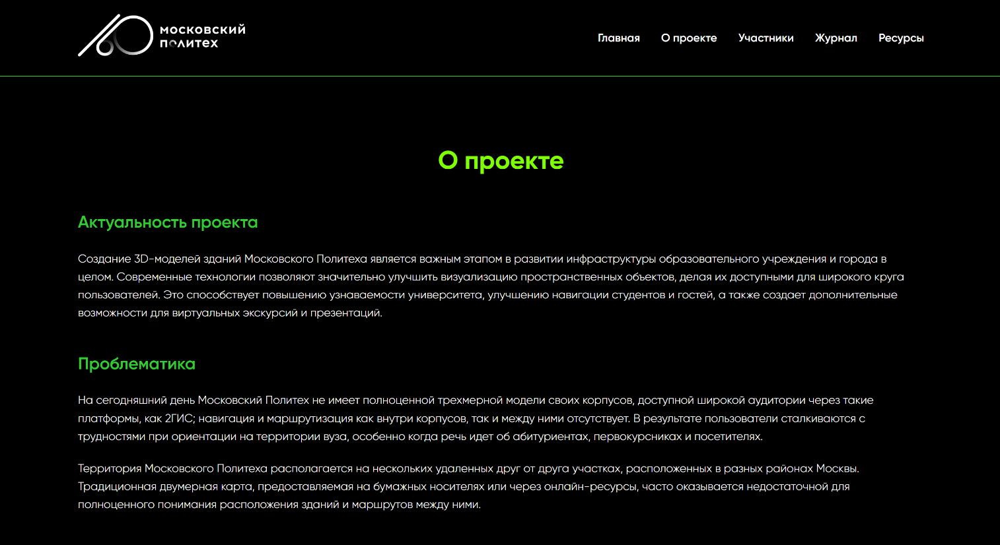 московский
политех
Главная О проекте Участники Журнал Ресурсы
О проекте
Актуальность проекта
Создание 3D-моделей зданий Московского Политеха является важным этапом в развитии инфраструктуры образовательного учреждения и города в
целом. Современные технологии позволяют значительно улучшить визуализацию пространственных объектов, делая их доступными для широкого круга
пользователей. Это способствует повышению узнаваемости университета, улучшению навигации студентов и гостей, а также создает дополнительные
возможности для виртуальных экскурсий и презентаций.
Проблематика
На сегодняшний день Московский Политех не имеет полноценной трехмерной модели своих корпусов, доступной широкой аудитории через такие
платформы, как 2ГИС; навигация и маршрутизация как внутри корпусов, так и между ними отсутствует. В результате пользователи сталкиваются с
трудностями при ориентации на территории вуза, особенно когда речь идет об абитуриентах, первокурсниках и посетителях.
Территория Московского Политеха располагается на нескольких удаленных друг от друга участках, расположенных в разных районах Москвы.
Традиционная двумерная карта, предоставляемая на бумажных носителях или через онлайн-ресурсы, часто оказывается недостаточной для
полноценного понимания расположения зданий и маршрутов между ними.